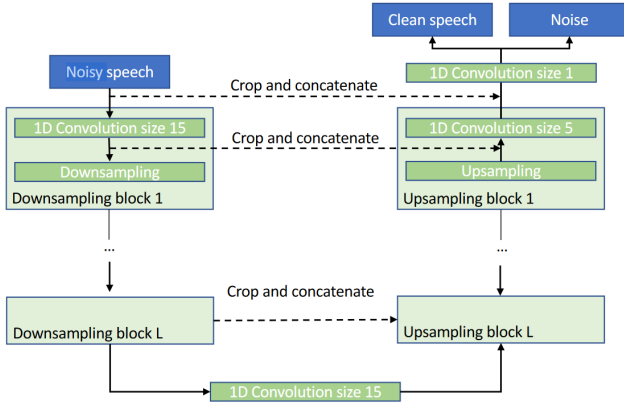 Clean speech
Noise
Noisy speech
1D Convolution size 1
Crop and concatenate
1D Convolution size 15
1D Convolution size 5
Crop and concatenate
Downsampling
Upsampling
Downsampling block 1
Upsampling block 1
...
...
Crop and concatenate
Downsampling block L
Upsampling block L
1D Convolution size 15